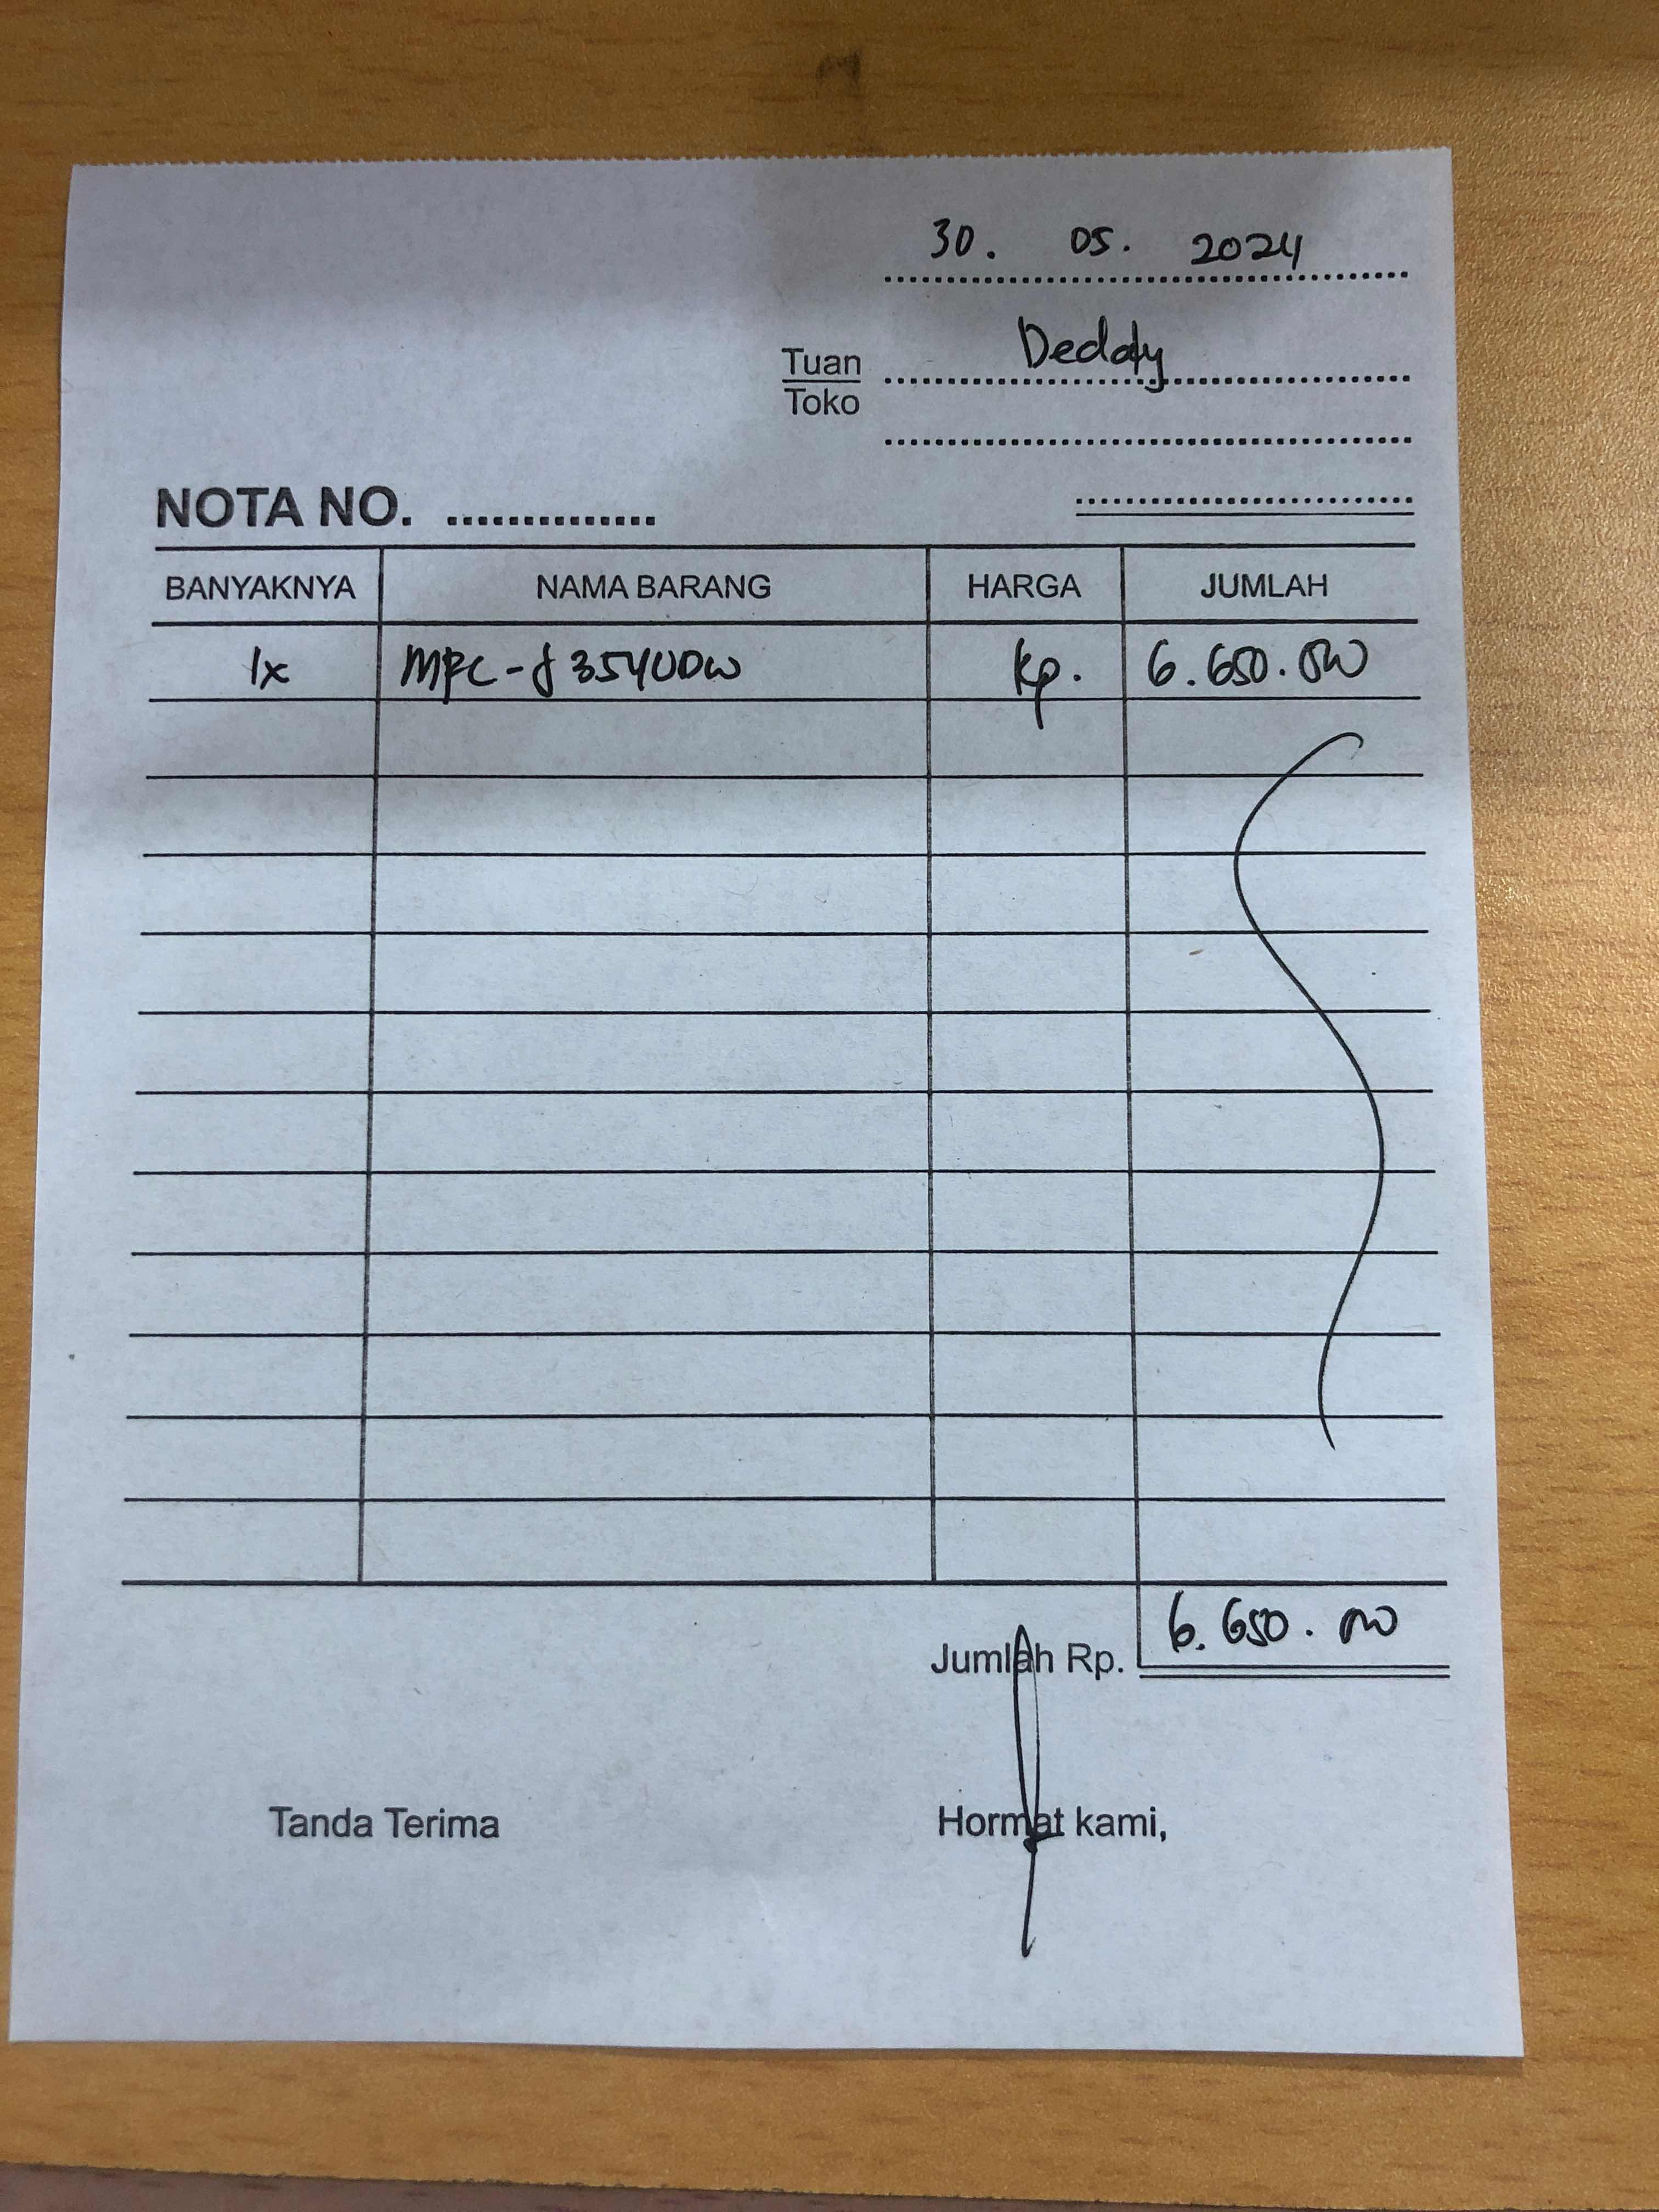 30. 05. 2024
Tuan Deddy
Toko
NOTA NO.
BANYAKNYA NAMA BARANG HARGA JUMLAH
1x MFC-J3540DW Rp. 6.650.000
Jumlah Rp. 6.650.000
Tanda Terima Hormat kami,